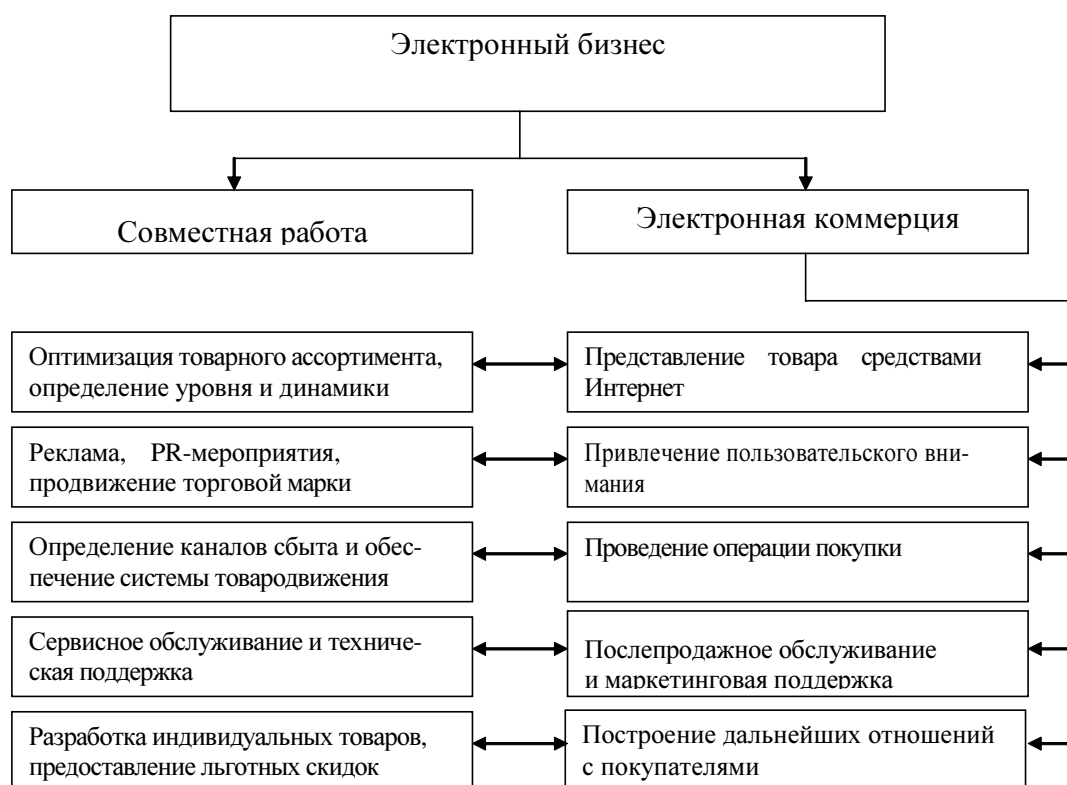 Электронный бизнес
Совместная работа
Электронная коммерция
Оптимизация товарного ассортимента,
определение уровня и динамики
Представление товара средствами
Интернет
Реклама, PR-мероприятия,
продвижение торговой марки
Привлечение пользовательского вни-
мания
Определение каналов сбыта и обес-
печение системы товародвижения
Проведение операции покупки
Сервисное обслуживание и техниче-
ская поддержка
Послепродажное обслуживание
и маркетинговая поддержка
Разработка индивидуальных товаров,
предоставление льготных скидок
Построение дальнейших отношений
с покупателями